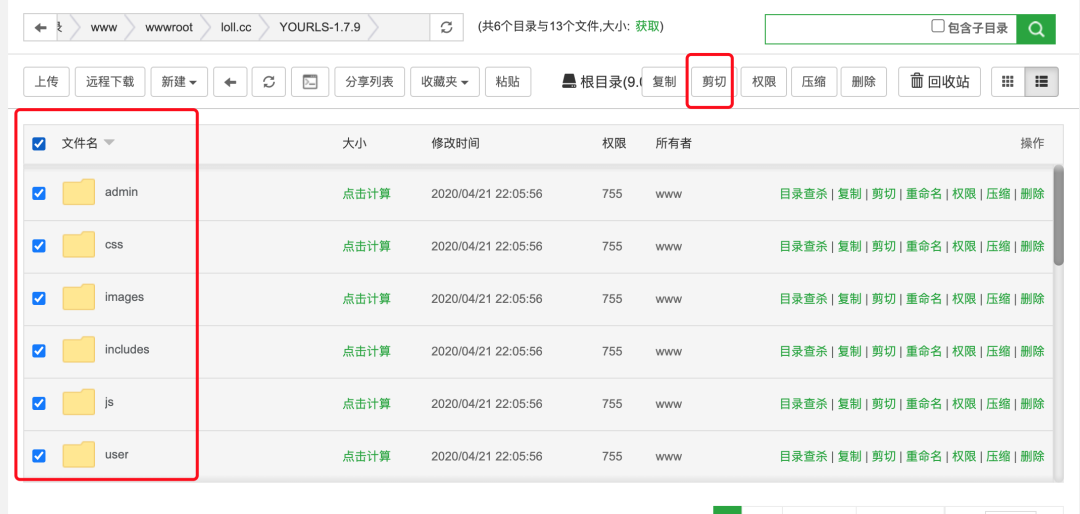 录 www wwwroot loll.cc YOURLS-1.7.9 (共6个目录与13个文件,大小: 获取) 包含子目录
上传 远程下载 新建 分享列表 收藏夹 粘贴 根目录(9.0 复制 剪切 权限 压缩 删除 回收站
文件名 大小 修改时间 权限 所有者 操作
admin 点击计算 2020/04/21 22:05:56 755 www 目录查杀 | 复制 | 剪切 | 重命名 | 权限 | 压缩 | 删除
css 点击计算 2020/04/21 22:05:56 755 www 目录查杀 | 复制 | 剪切 | 重命名 | 权限 | 压缩 | 删除
images 点击计算 2020/04/21 22:05:56 755 www 目录查杀 | 复制 | 剪切 | 重命名 | 权限 | 压缩 | 删除
includes 点击计算 2020/04/21 22:05:56 755 www 目录查杀 | 复制 | 剪切 | 重命名 | 权限 | 压缩 | 删除
js 点击计算 2020/04/21 22:05:56 755 www 目录查杀 | 复制 | 剪切 | 重命名 | 权限 | 压缩 | 删除
user 点击计算 2020/04/21 22:05:56 755 www 目录查杀 | 复制 | 剪切 | 重命名 | 权限 | 压缩 | 删除